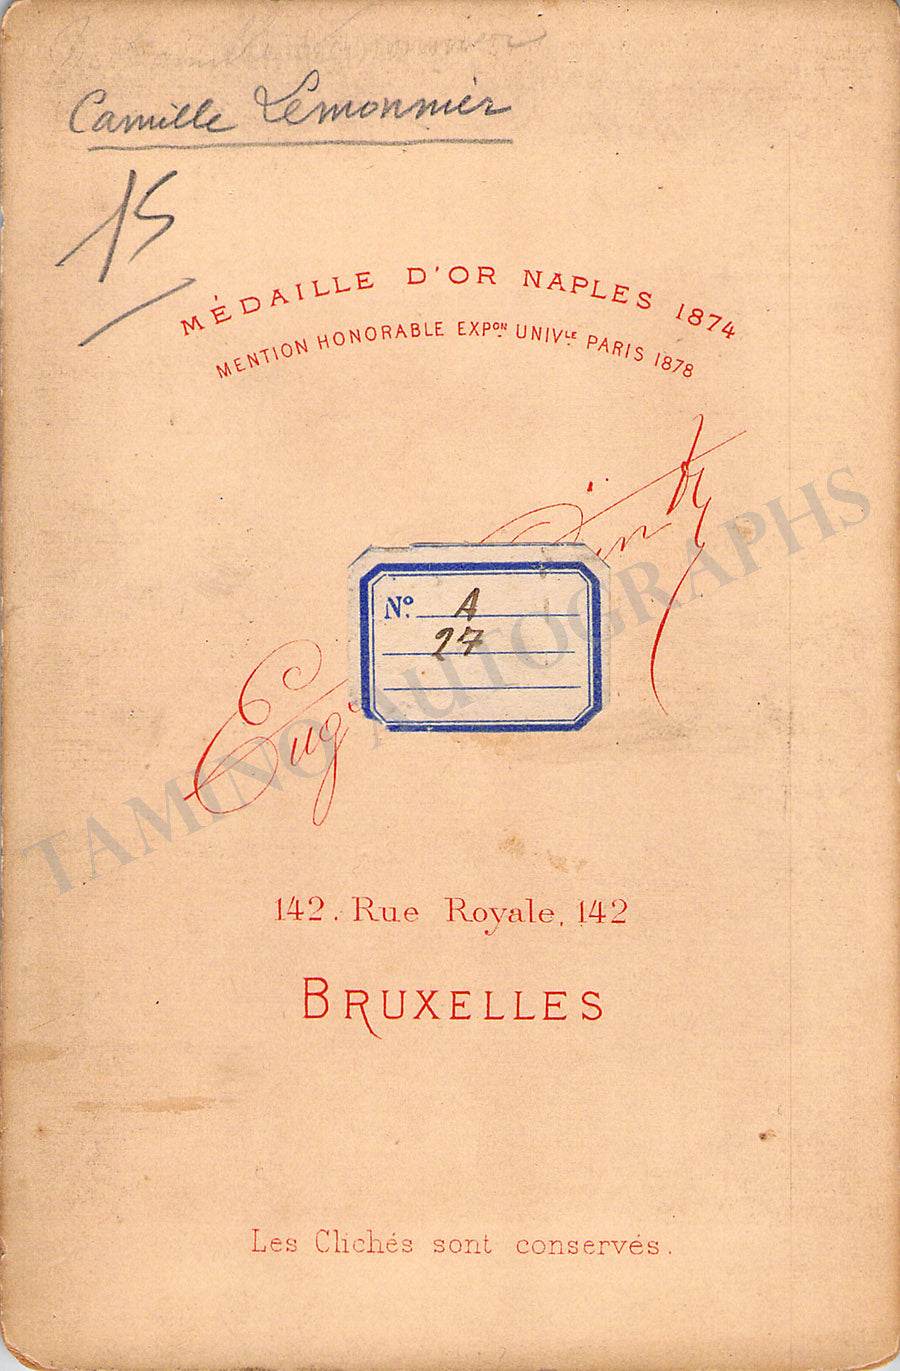 Camille Lemonnier
15
MÉDAILLE D'OR NAPLES 1874
MENTION HONORABLE EXPON UNIVLE PARIS 1878
Eug
No. A
27
142. Rue Royale, 142
BRUXELLES
Les Clichés sont conservés.
TAMINO AUTOGRAPHS